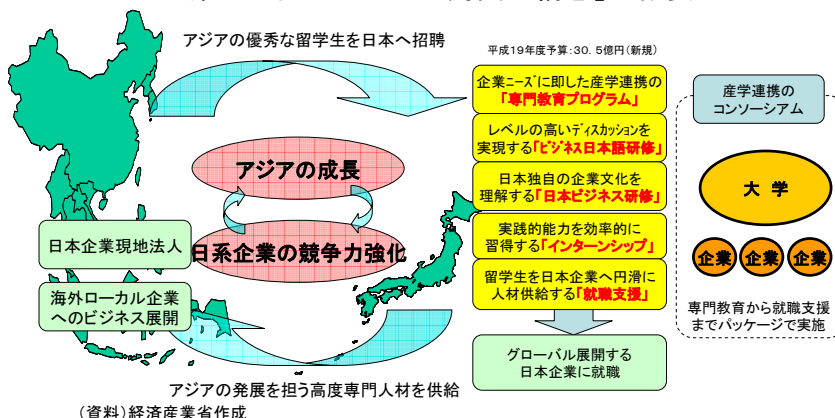 アジアの優秀な留学生を日本へ招聘
平成19年度予算:30.5億円(新規)
企業ニーズに即した産学連携の
「専門教育プログラム」
レベルの高いディスカッションを
実現する「ビジネス日本語研修」
日本独自の企業文化を
理解する「日本ビジネス研修」
実践的能力を効率的に
習得する「インターンシップ」
留学生を日本企業へ円滑に
人材供給する「就職支援」
グローバル展開する
日本企業に就職
産学連携の
コンソーシアム
大学
企業 企業 企業
専門教育から就職支援
までパッケージで実施
アジアの成長
日系企業の競争力強化
日本企業現地法人
海外ローカル企業
へのビジネス展開
アジアの発展を担う高度専門人材を供給
(資料)経済産業省作成